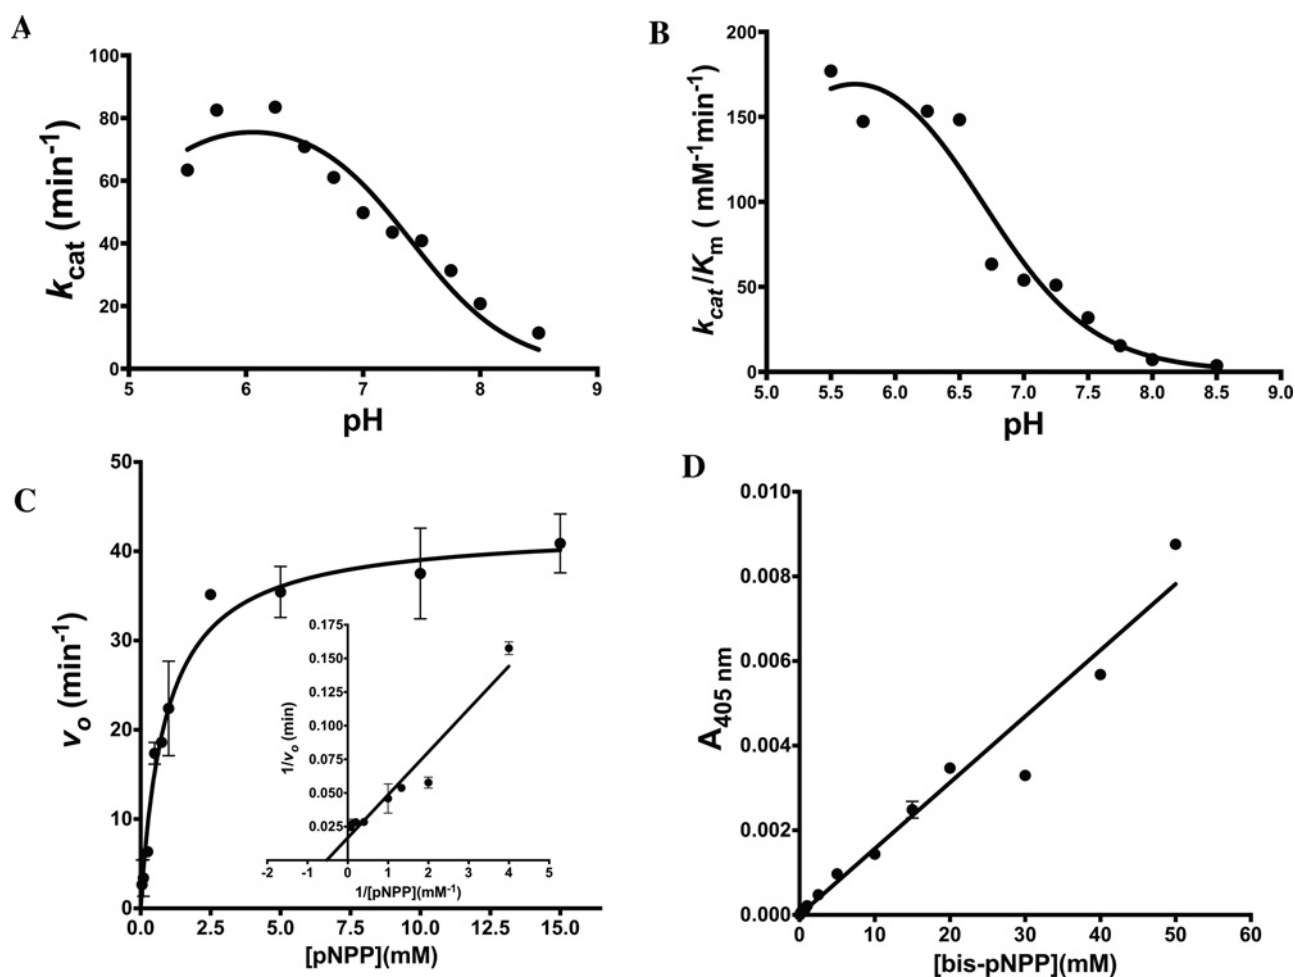 A
100
80
60
40
20
0
5 6 7 8 9
pH
kcat (min-1)
B
200
150
100
50
0
5.0 5.5 6.0 6.5 7.0 7.5 8.0 8.5 9.0
pH
kcat/Km ( mM-1min-1)
C
50
40
30
20
10
0
0.0 2.5 5.0 7.5 10.0 12.5 15.0
[pNPP](mM)
vo (min-1)
0.175
0.150
0.125
0.100
0.075
0.050
0.025
-2 -1 0 1 2 3 4 5
1/[pNPP](mM-1)
1/vo (min)
D
0.010
0.008
0.006
0.004
0.002
0.000
0 10 20 30 40 50 60
[bis-pNPP](mM)
A405 nm